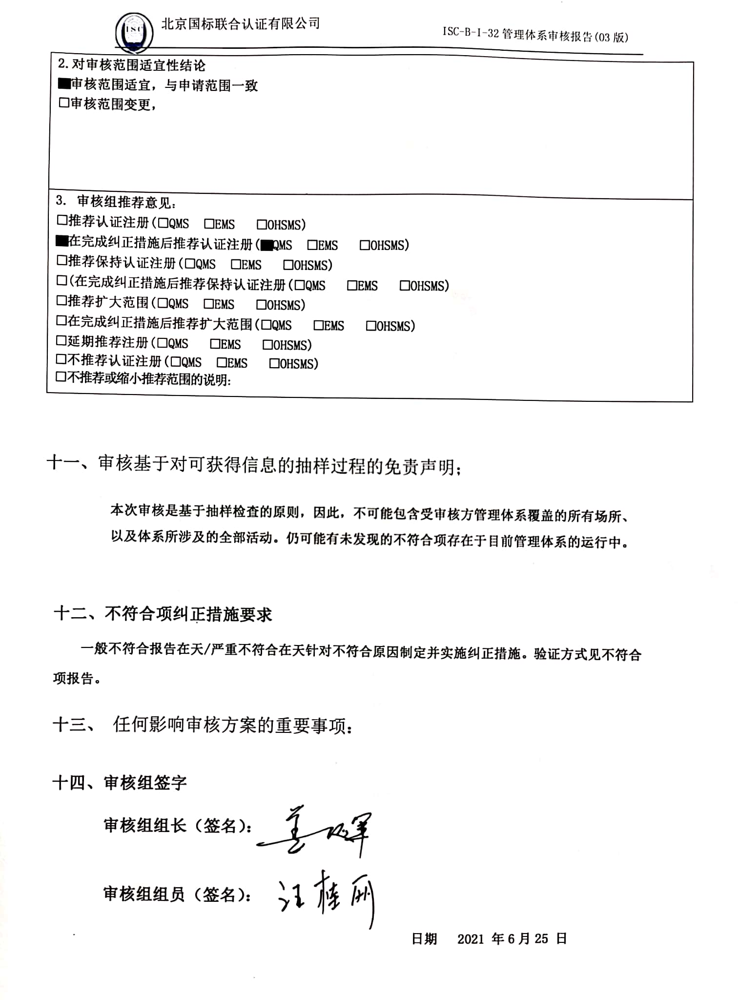 ISC
北京国标联合认证有限公司
ISC-B-I-32 管理体系审核报告(03 版)
2.对审核范围适宜性结论
■审核范围适宜，与申请范围一致
□审核范围变更，
3. 审核组推荐意见：
□推荐认证注册(□QMS □EMS □OHSMS)
■在完成纠正措施后推荐认证注册(■QMS □EMS □OHSMS)
□推荐保持认证注册(□QMS □EMS □OHSMS)
□(在完成纠正措施后推荐保持认证注册(□QMS □EMS □OHSMS)
□推荐扩大范围(□QMS □EMS □OHSMS)
□在完成纠正措施后推荐扩大范围(□QMS □EMS □OHSMS)
□延期推荐注册(□QMS □EMS □OHSMS)
□不推荐认证注册(□QMS □EMS □OHSMS)
□不推荐或缩小推荐范围的说明：
十一、审核基于对可获得信息的抽样过程的免责声明；
本次审核是基于抽样检查的原则，因此，不可能包含受审核方管理体系覆盖的所有场所、
以及体系所涉及的全部活动。仍可能有未发现的不符合项存在于目前管理体系的运行中。
十二、不符合项纠正措施要求
一般不符合报告在天/严重不符合在天针对不符合原因制定并实施纠正措施。验证方式见不符合
项报告。
十三、 任何影响审核方案的重要事项：
十四、审核组签字
审核组组长（签名）：
审核组组员（签名）： 汪桂丽
日期 2021 年 6 月 25 日